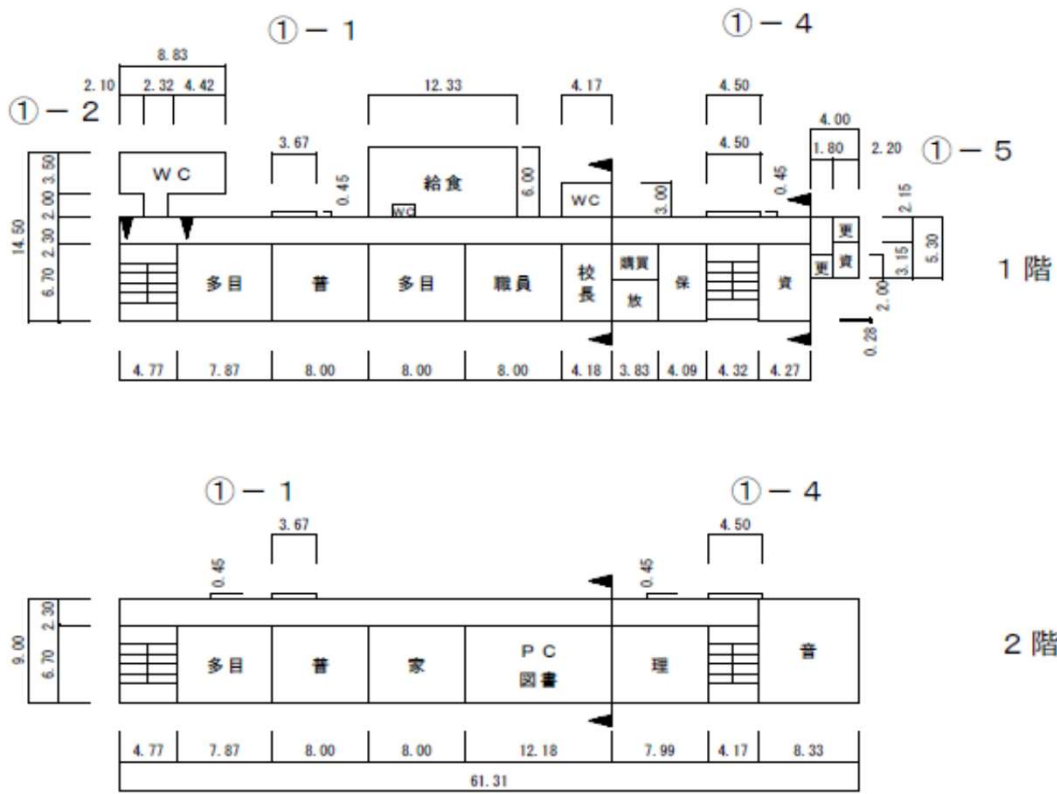 ①－1
①－4
8.83
2.10
2.32
4.42
12.33
4.17
4.50
4.00
①－2
3.67
4.50
1.80
2.20
①－5
3.50
WC
0.45
給食
6.00
WC
3.00
0.45
2.15
2.00
WC
14.50
2.30
6.70
多目
普
多目
職員
校長
購買
放
保
資
更
更
資
3.15
5.30
2.00
0.28
1階
4.77
7.87
8.00
8.00
8.00
4.18
3.83
4.09
4.32
4.27
①－1
①－4
3.67
4.50
0.45
0.45
9.00
2.30
6.70
多目
普
家
PC
図書
理
音
2階
4.77
7.87
8.00
8.00
12.18
7.99
4.17
8.33
61.31